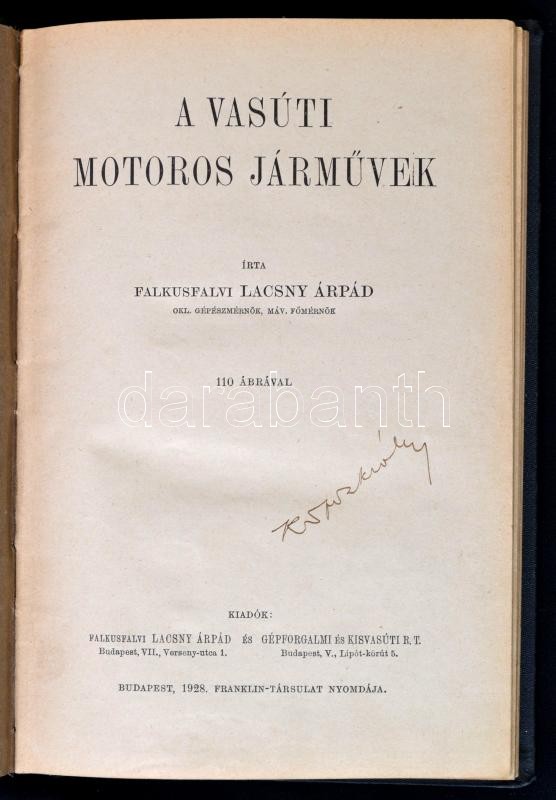 A VASÚTI
MOTOROS JÁRMŰVEK
ÍRTA
FALKUSFALVI LACSNY ÁRPÁD
OKL. GÉPÉSZMÉRNÖK, MÁV. FŐMÉRNÖK
110 ÁBRÁVAL
darabanth
KIADÓK:
FALKUSFALVI LACSNY ÁRPÁD ÉS GÉPFORGALMI ÉS KISVASÚTI R. T.
Budapest, VII., Verseny-utca 1. Budapest, V., Lipót-körút 5.
BUDAPEST, 1928. FRANKLIN-TÁRSULAT NYOMDÁJA.